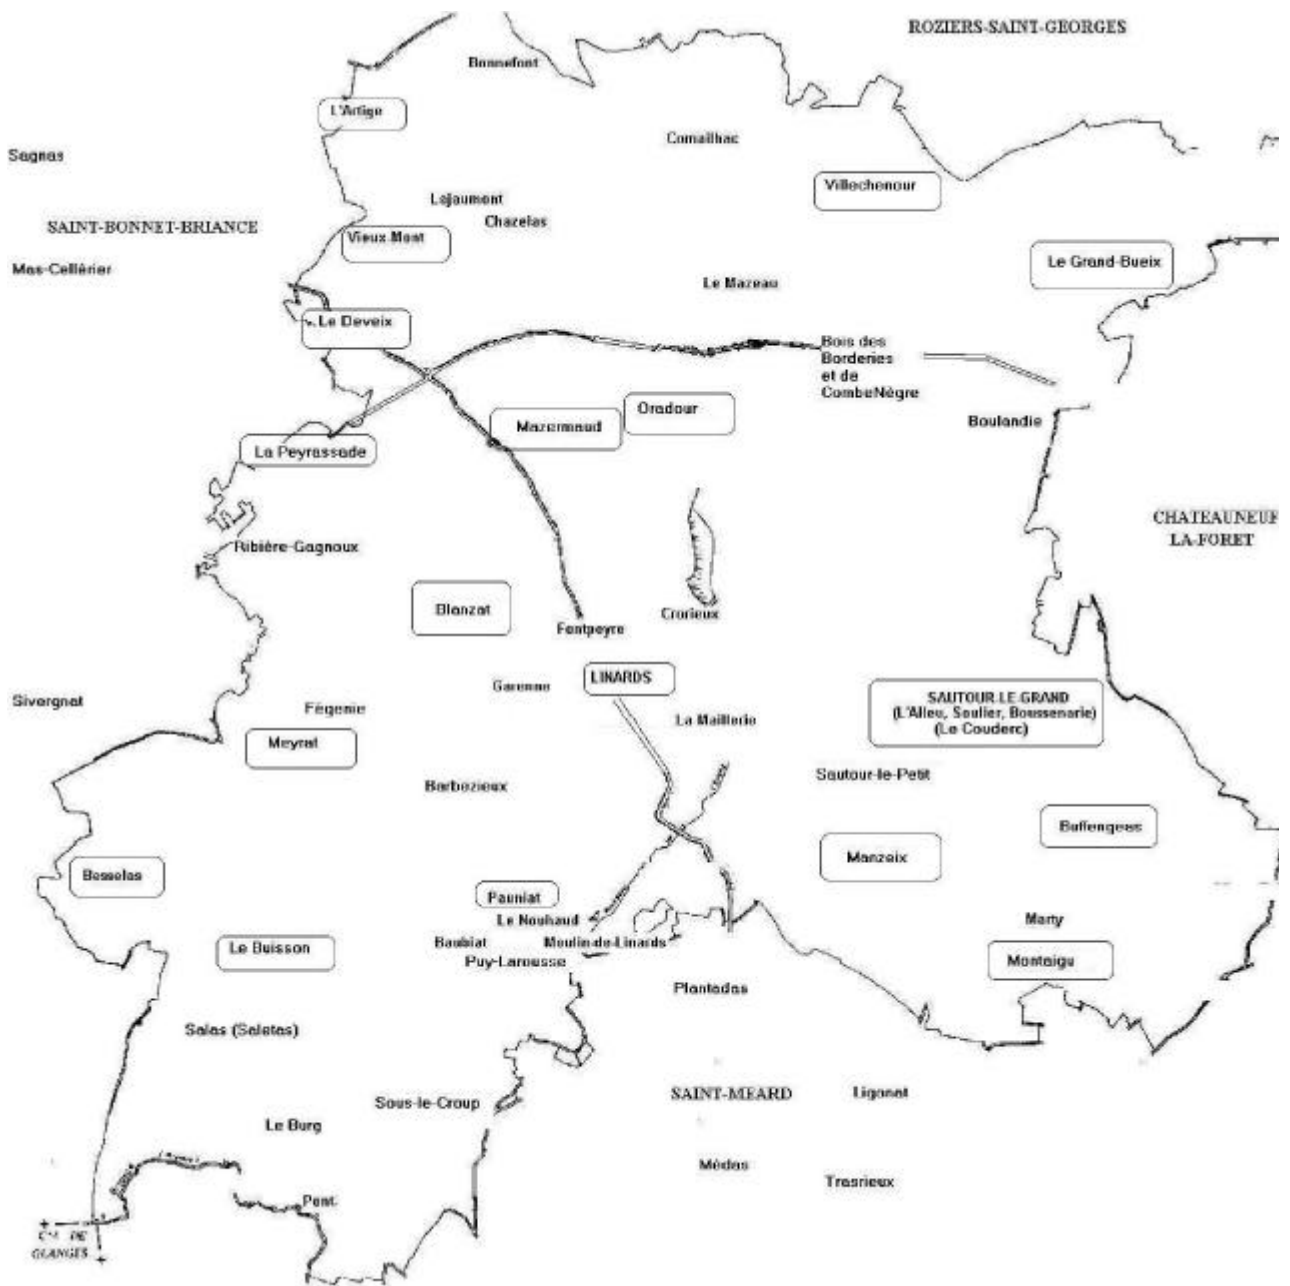 ROZIERS-SAINT-GEORGES
Bonnefont
L'Artige
Comailhac
Sagnas
Villechenour
Lajaumont
Chazelas
SAINT-BONNET-BRIANCE
Vieux-Mont
Mas-Cellérier
Le Grand-Bueix
Le Mazeau
Le Deveix
Bois des
Borderies
et de
CombeNègre
Oradour
Boulandie
Mazermaud
La Peyrassade
CHATEAUNEUF
LA-FORET
Ribière-Gagnoux
Blanzat
Crorieux
Fontpeyre
LINARDS
Garenne
Sivergnat
Fégenie
La Maillerie
SAUTOUR-LE-GRAND
(L'Alleu, Soulier, Boussenarie)
(Le Couderc)
Meyrat
Sautour-le-Petit
Barbezieux
Buffengeas
Manzeix
Besselas
Pauniat
Le Nouhaud
Marty
Le Buisson
Baubiat
Moulin-de-Linards
Puy-Larousse
Montaigu
Plantadas
Salas (Saletas)
SAINT-MEARD
Ligonat
Sous-le-Croup
Le Burg
Médas
Trasrieux
Pont
DE
GLANGES